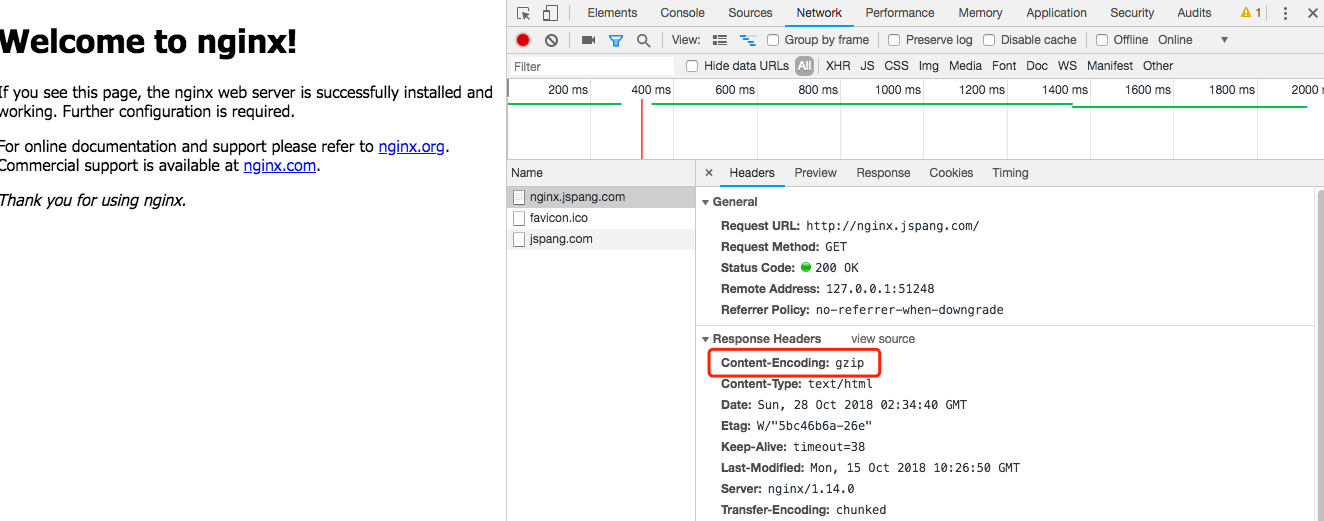 Welcome to nginx!
If you see this page, the nginx web server is successfully installed and
working. Further configuration is required.
For online documentation and support please refer to nginx.org.
Commercial support is available at nginx.com.
Thank you for using nginx.
Elements Console Sources Network Performance Memory Application Security Audits 1
View: Group by frame Preserve log Disable cache Offline Online
Filter Hide data URLs All XHR JS CSS Img Media Font Doc WS Manifest Other
200 ms 400 ms 600 ms 800 ms 1000 ms 1200 ms 1400 ms 1600 ms 1800 ms 2000 m
Name
nginx.jspang.com
favicon.ico
jspang.com
× Headers Preview Response Cookies Timing
General
Request URL: http://nginx.jspang.com/
Request Method: GET
Status Code: 200 OK
Remote Address: 127.0.0.1:51248
Referrer Policy: no-referrer-when-downgrade
Response Headers view source
Content-Encoding: gzip
Content-Type: text/html
Date: Sun, 28 Oct 2018 02:34:40 GMT
Etag: W/"5bc46b6a-26e"
Keep-Alive: timeout=38
Last-Modified: Mon, 15 Oct 2018 10:26:50 GMT
Server: nginx/1.14.0
Transfer-Encoding: chunked